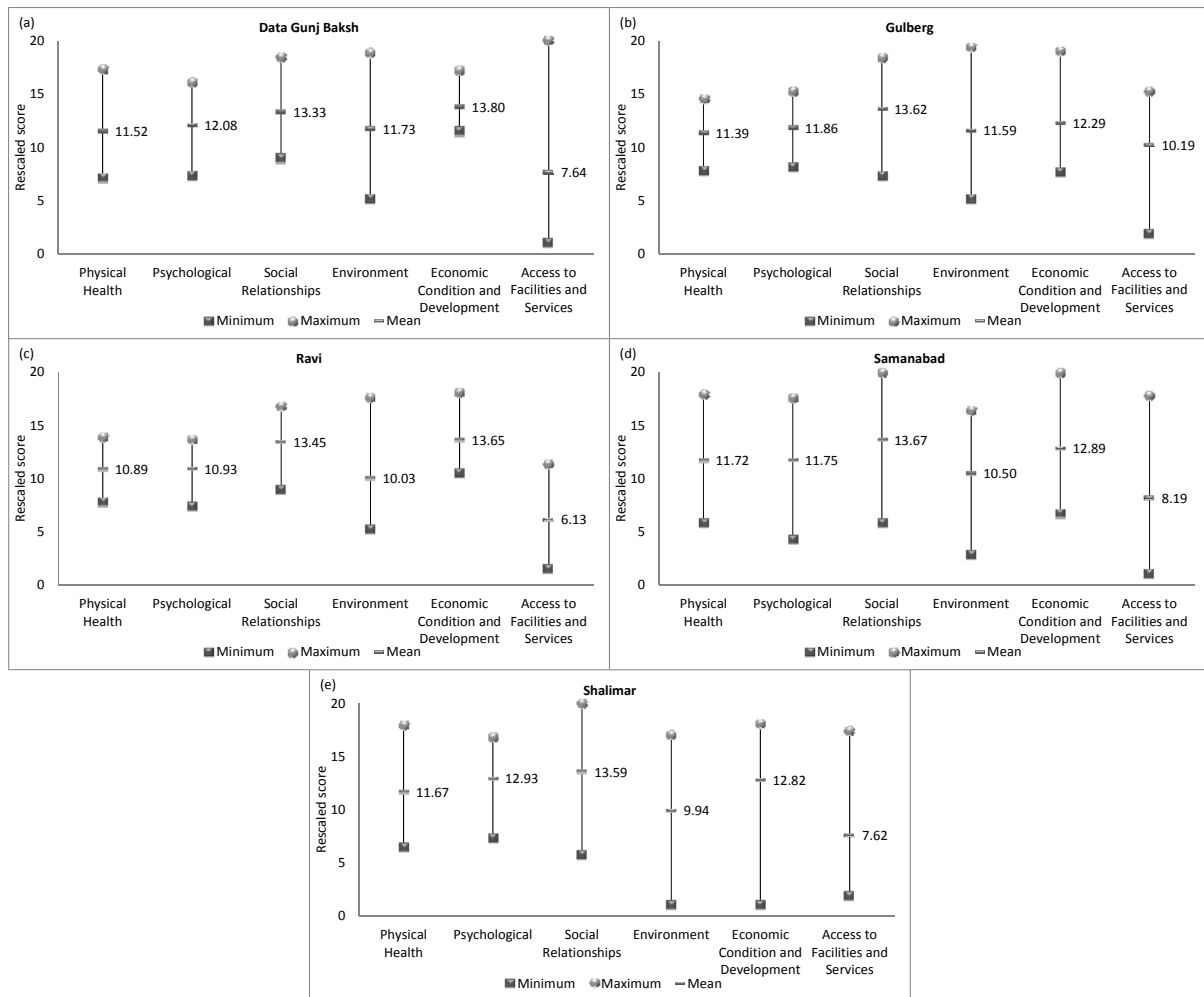 (a)
Data Gunj Baksh
Rescaled score
20
15
10
5
0
11.52
12.08
13.33
11.73
13.80
7.64
Physical Health
Psychological
Social Relationships
Environment
Economic Condition and Development
Access to Facilities and Services
Minimum Maximum Mean
(b)
Gulberg
Rescaled score
20
15
10
5
0
11.39
11.86
13.62
11.59
12.29
10.19
Physical Health
Psychological
Social Relationships
Environment
Economic Condition and Development
Access to Facilities and Services
Minimum Maximum Mean
(c)
Ravi
Rescaled score
20
15
10
5
0
10.89
10.93
13.45
10.03
13.65
6.13
Physical Health
Psychological
Social Relationships
Environment
Economic Condition and Development
Access to Facilities and Services
Minimum Maximum Mean
(d)
Samanabad
Rescaled score
20
15
10
5
0
11.72
11.75
13.67
10.50
12.89
8.19
Physical Health
Psychological
Social Relationships
Environment
Economic Condition and Development
Access to Facilities and Services
Minimum Maximum Mean
(e)
Shalimar
Rescaled score
20
15
10
5
0
11.67
12.93
13.59
9.94
12.82
7.62
Physical Health
Psychological
Social Relationships
Environment
Economic Condition and Development
Access to Facilities and Services
Minimum Maximum Mean